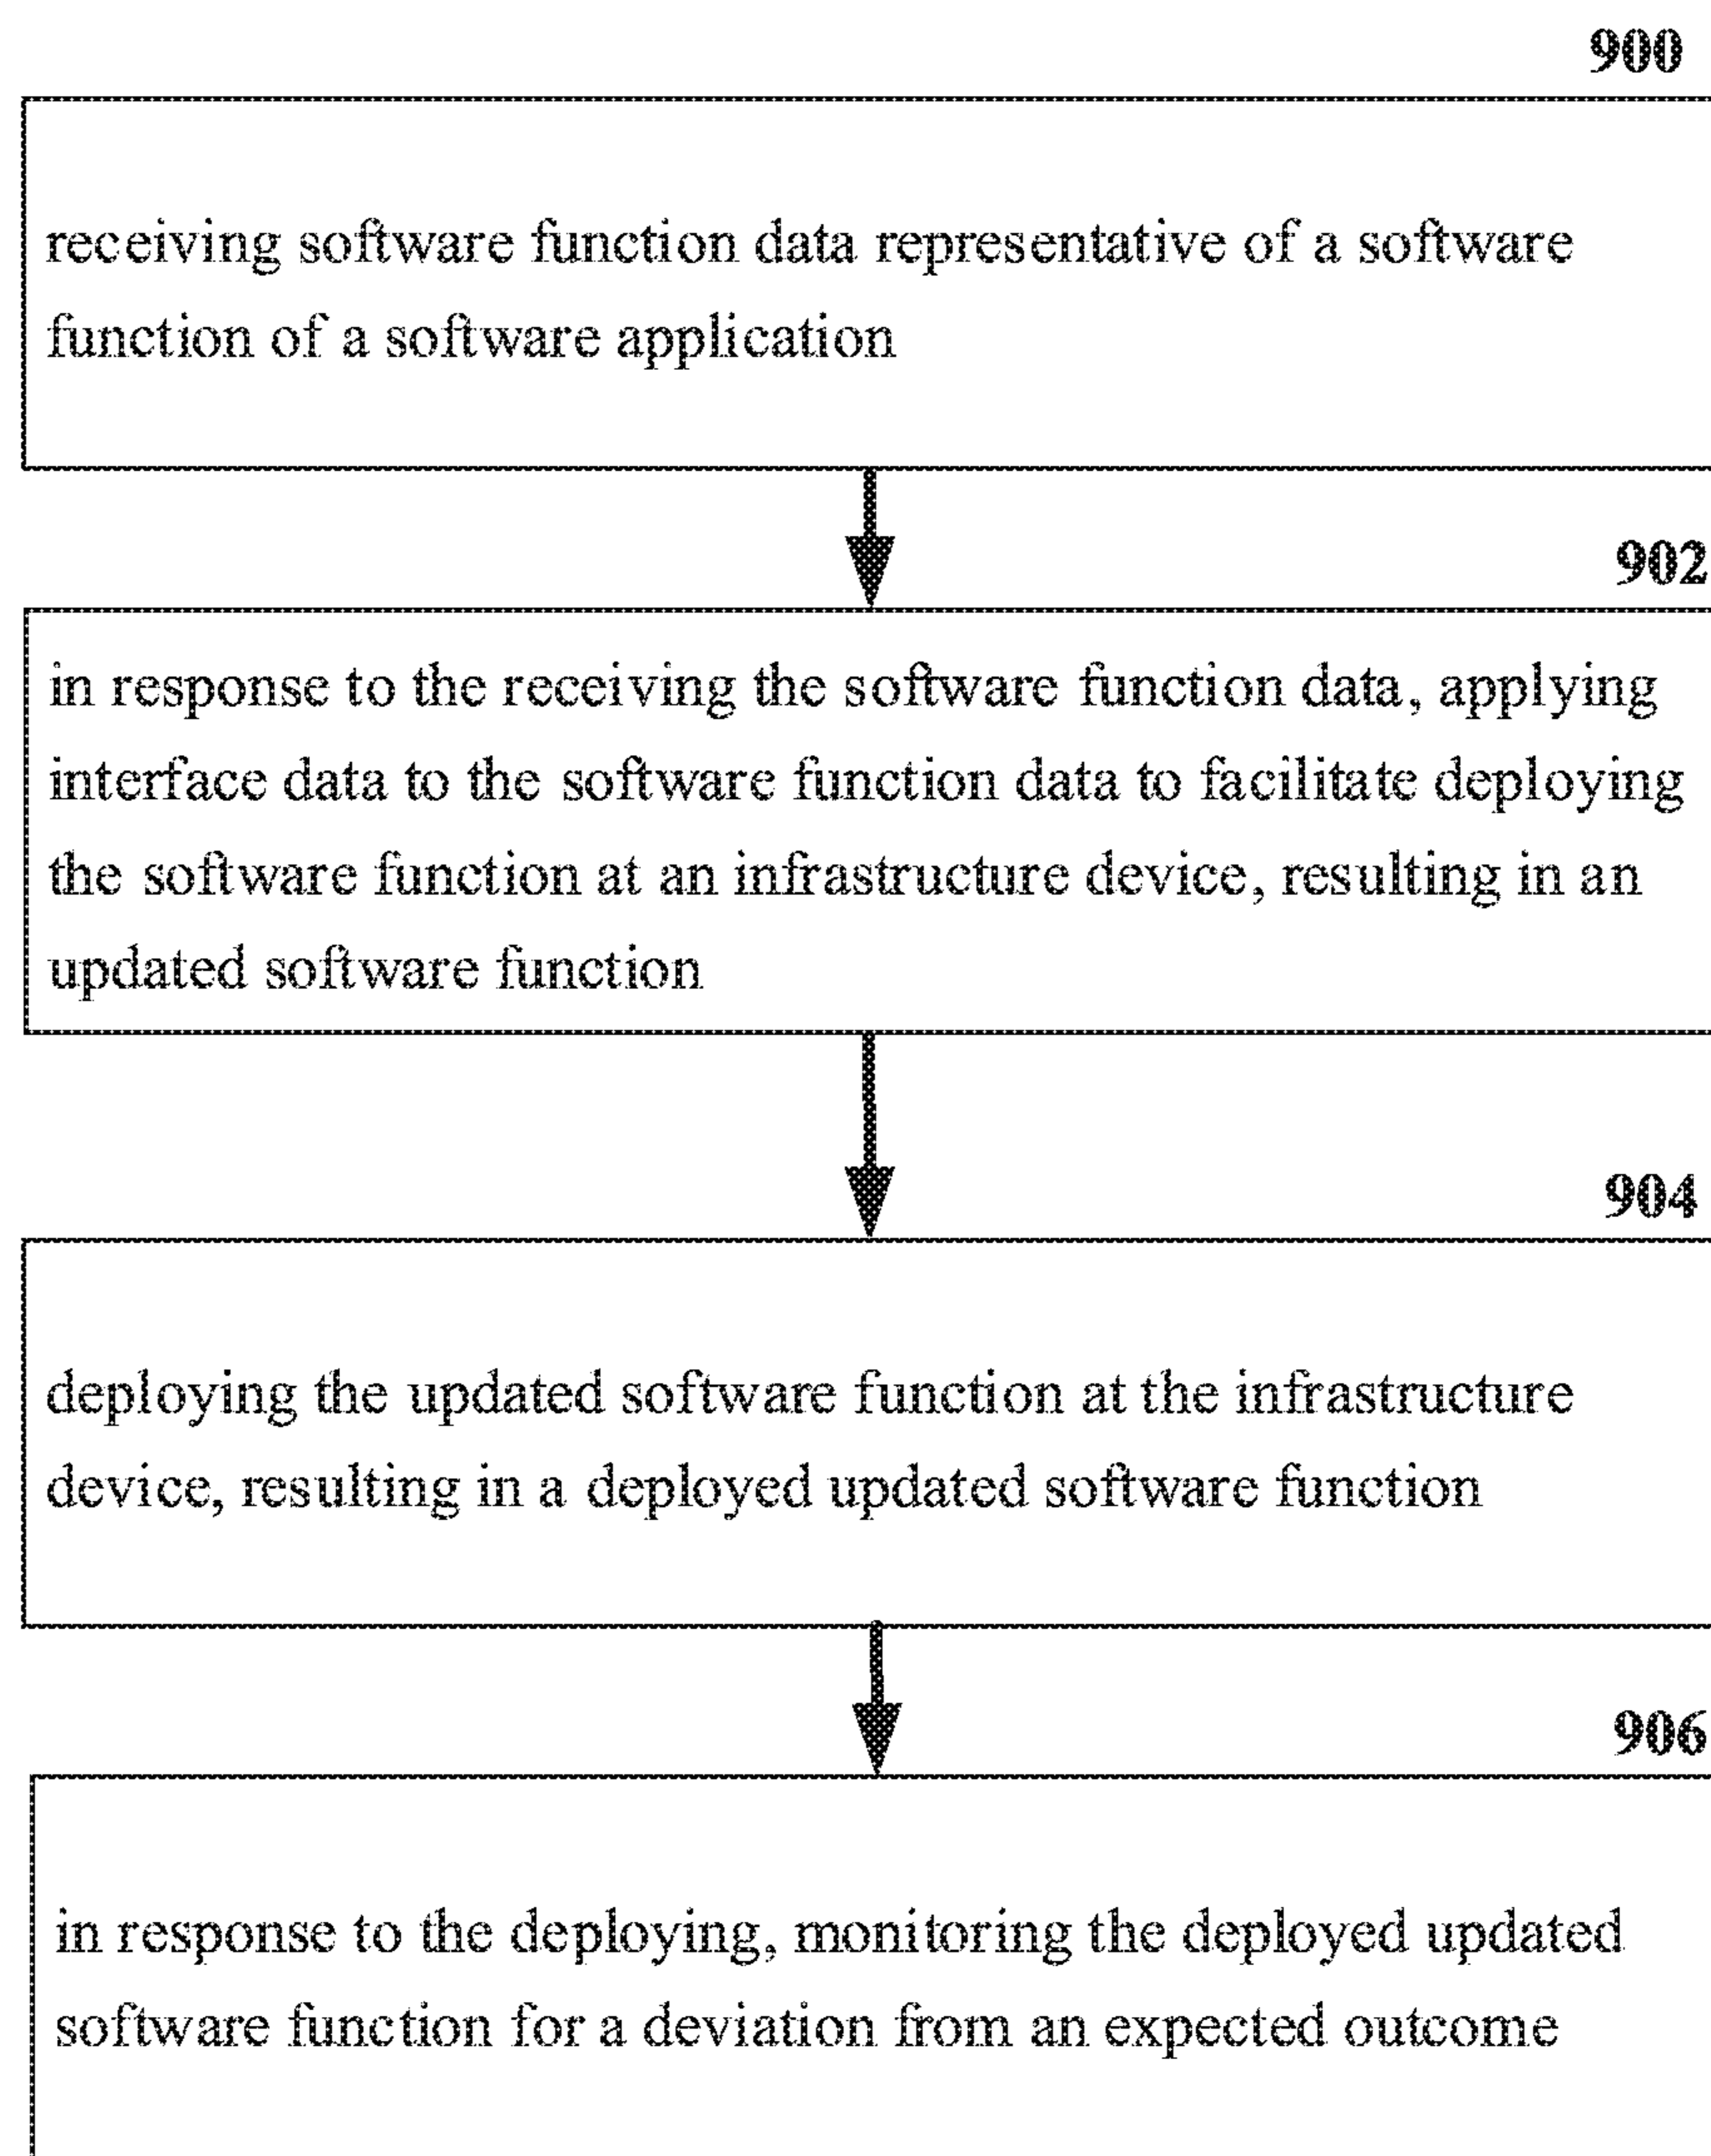 900
receiving software function data representative of a software
function of a software application
902
in response to the receiving the software function data, applying
interface data to the software function data to facilitate deploying
the software function at an infrastructure device, resulting in an
updated software function
904
deploying the updated software function at the infrastructure
device, resulting in a deployed updated software function
906
in response to the deploying, monitoring the deployed updated
software function for a deviation from an expected outcome